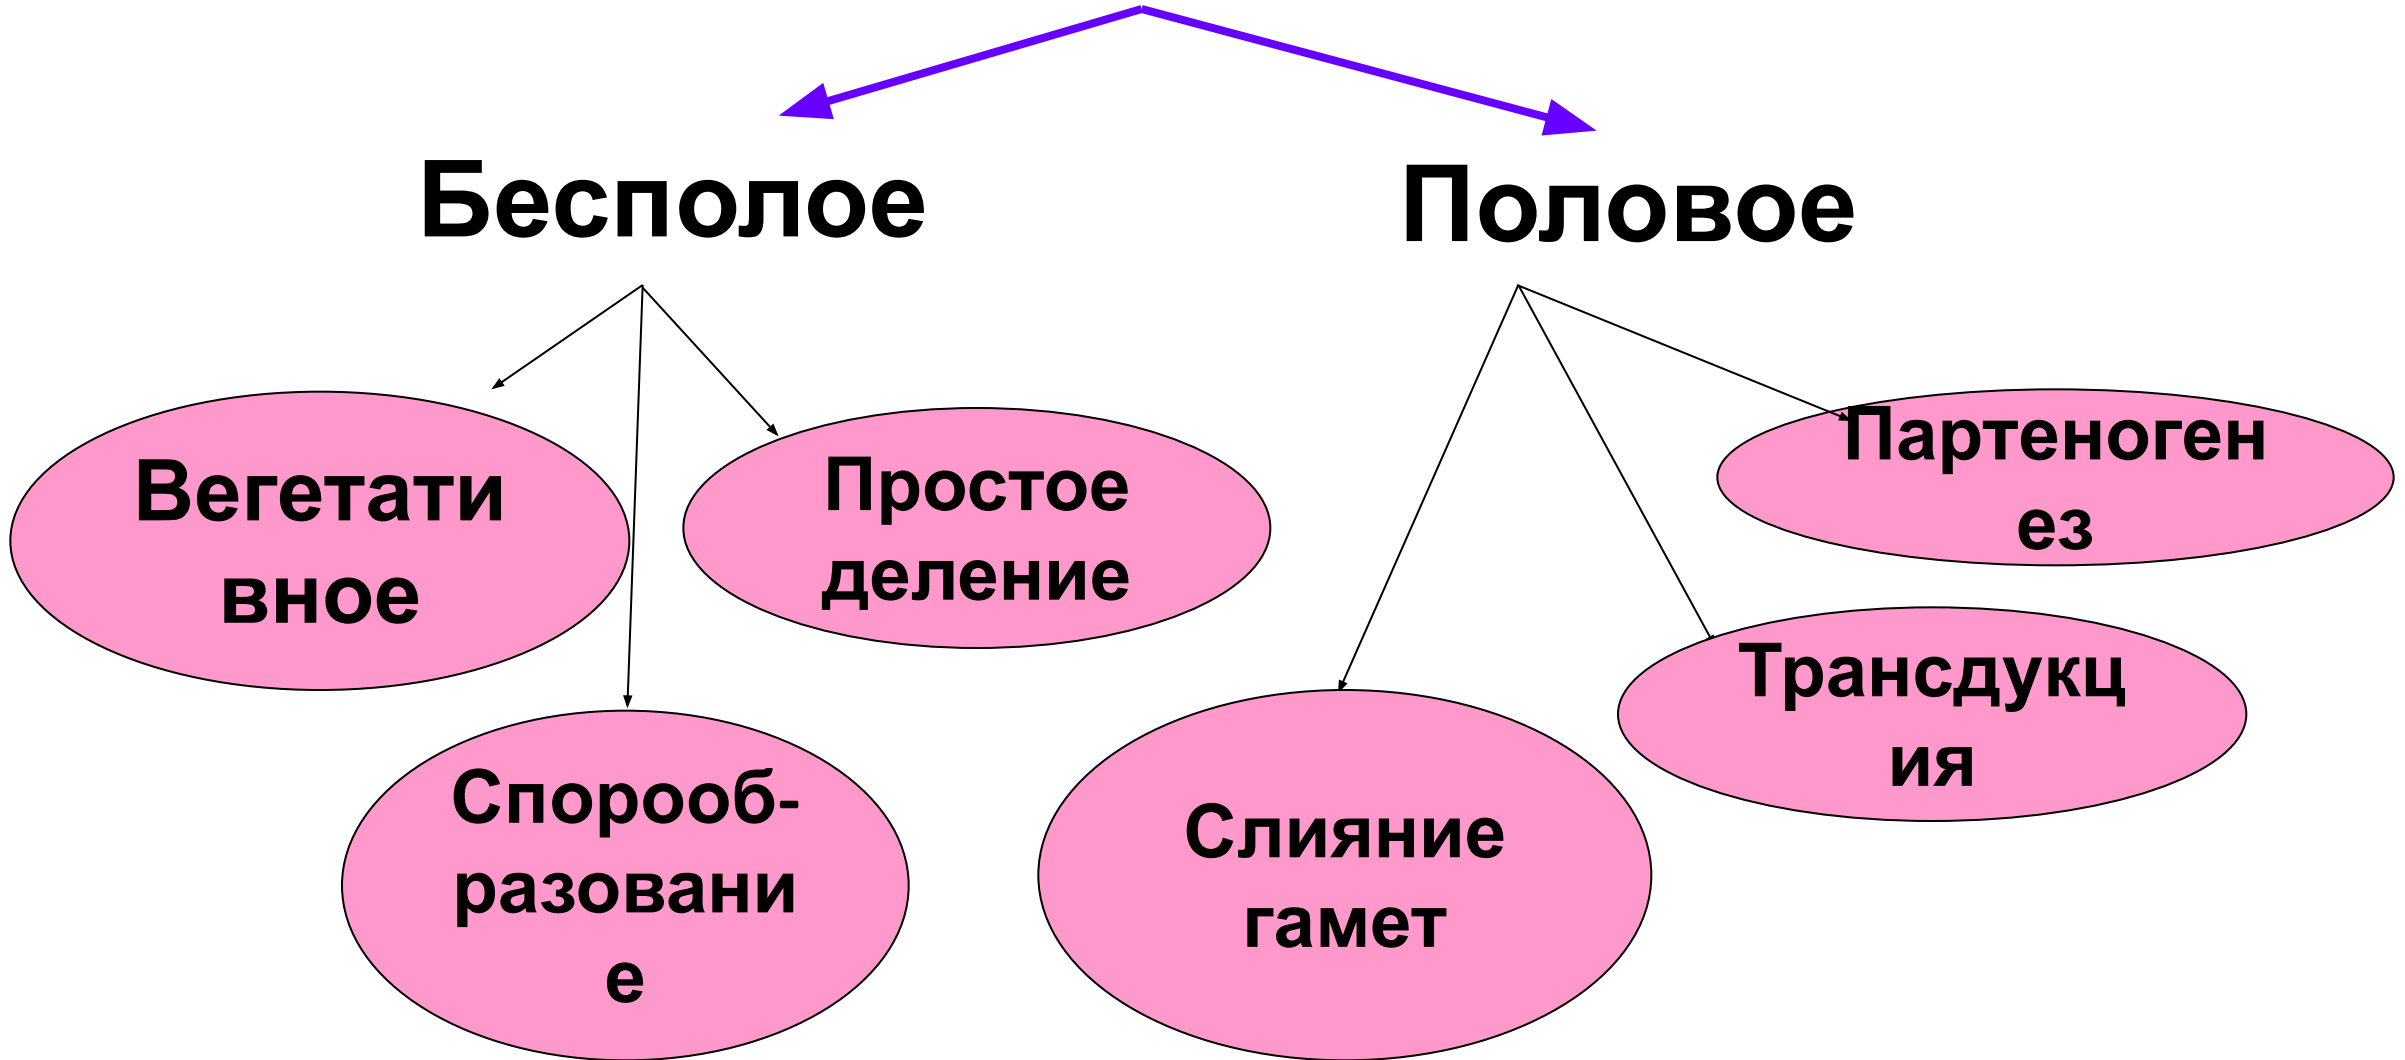 Бесполое
Половое
Вегетати
вное
Простое
деление
Спорооб-
разовани
е
Слияние
гамет
Партеноген
ез
Трансдукц
ия